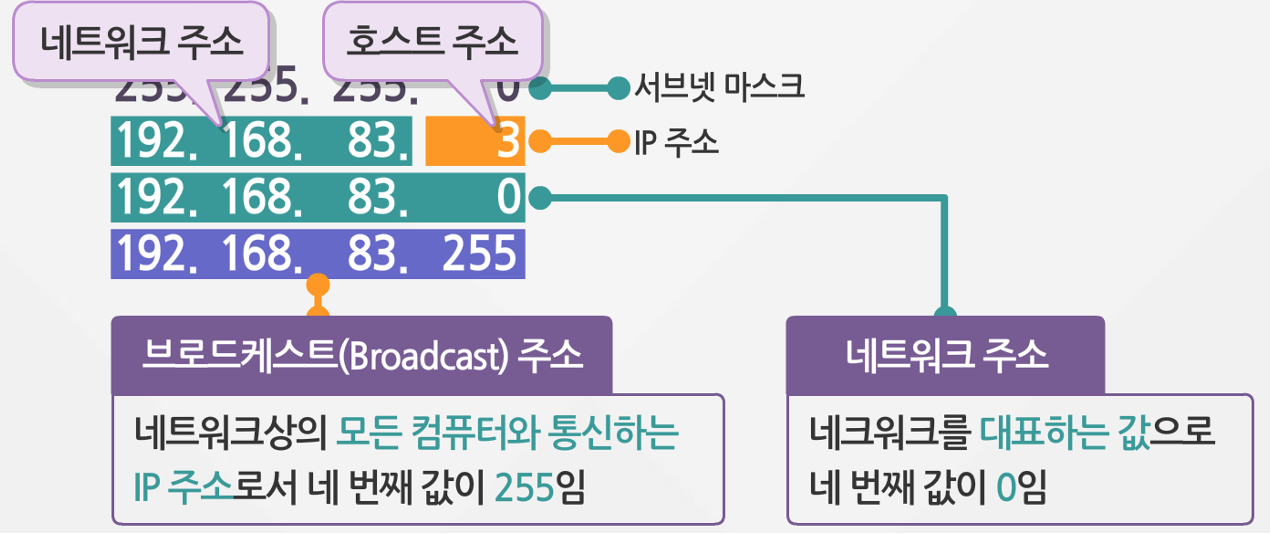 네트워크 주소
호스트 주소
255. 255. 255. 0
서브넷 마스크
192. 168. 83. 3
IP 주소
192. 168. 83. 0
192. 168. 83. 255
브로드케스트(Broadcast) 주소
네트워크상의 모든 컴퓨터와 통신하는
IP 주소로서 네 번째 값이 255임
네트워크 주소
네크워크를 대표하는 값으로
네 번째 값이 0임